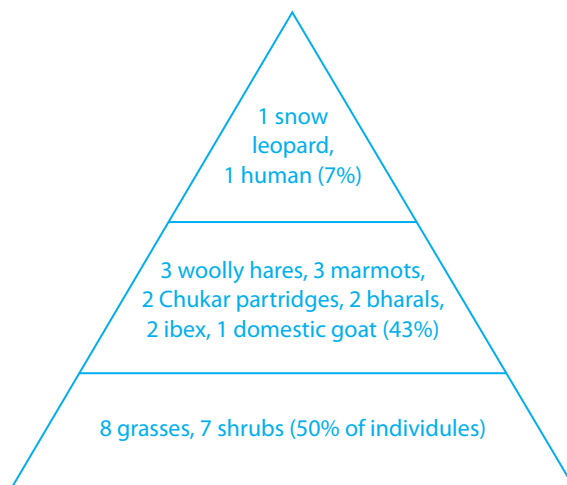 1 snow
leopard,
1 human (7%)
3 woolly hares, 3 marmots,
2 Chukar partridges, 2 bharals,
2 ibex, 1 domestic goat (43%)
8 grasses, 7 shrubs (50% of individules)